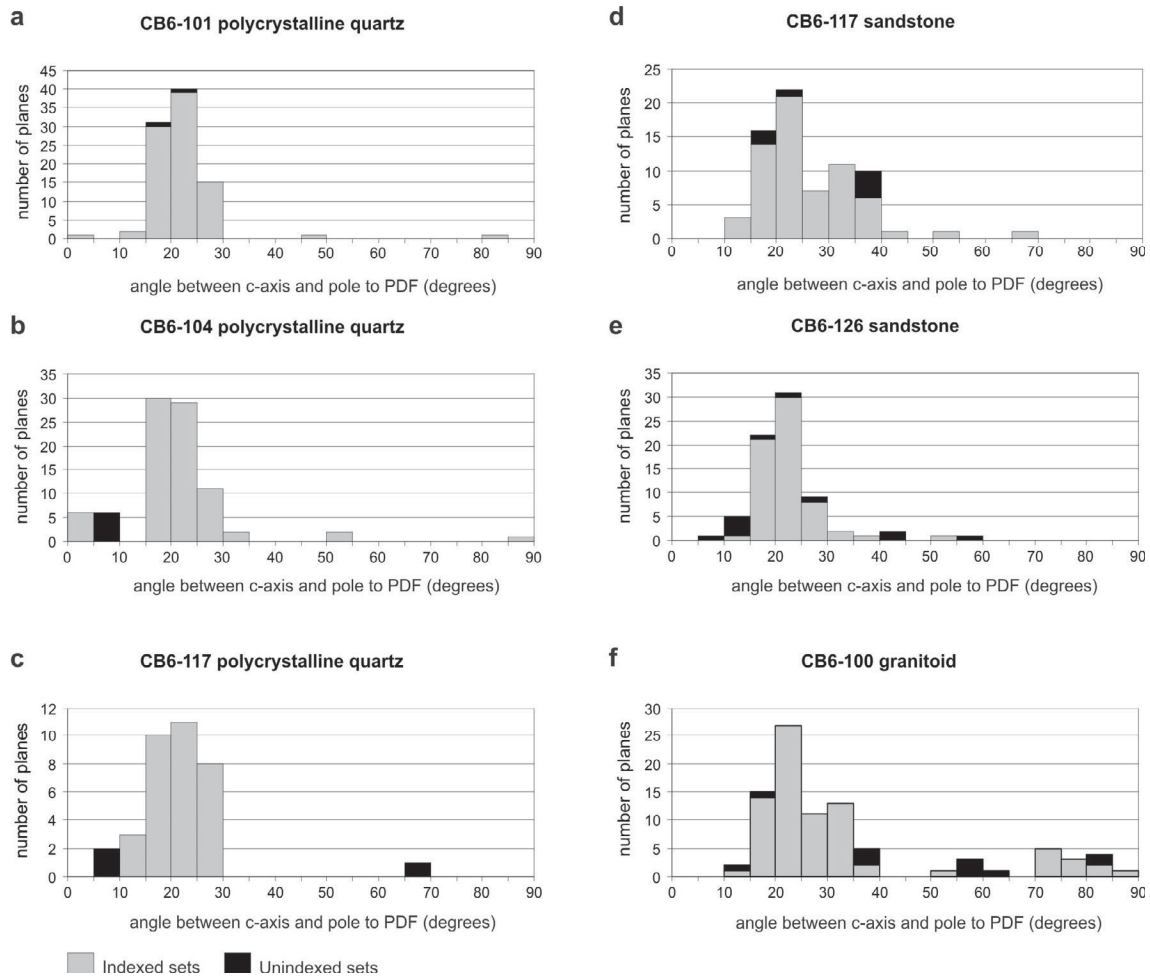 a
CB6-101 polycrystalline quartz
number of planes
45
40
35
30
25
20
15
10
5
0
0 10 20 30 40 50 60 70 80 90
angle between c-axis and pole to PDF (degrees)
b
CB6-104 polycrystalline quartz
number of planes
35
30
25
20
15
10
5
0
0 10 20 30 40 50 60 70 80 90
angle between c-axis and pole to PDF (degrees)
c
CB6-117 polycrystalline quartz
number of planes
12
10
8
6
4
2
0
0 10 20 30 40 50 60 70 80 90
angle between c-axis and pole to PDF (degrees)
Indexed sets Unindexed sets
d
CB6-117 sandstone
number of planes
25
20
15
10
5
0
0 10 20 30 40 50 60 70 80 90
angle between c-axis and pole to PDF (degrees)
e
CB6-126 sandstone
number of planes
35
30
25
20
15
10
5
0
0 10 20 30 40 50 60 70 80 90
angle between c-axis and pole to PDF (degrees)
f
CB6-100 granitoid
number of planes
30
25
20
15
10
5
0
0 10 20 30 40 50 60 70 80 90
angle between c-axis and pole to PDF (degrees)